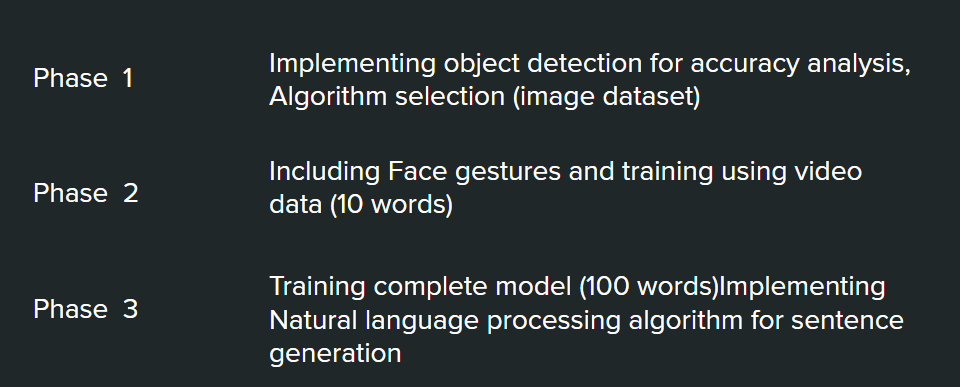 Phase 1
Implementing object detection for accuracy analysis,
Algorithm selection (image dataset)
Phase 2
Including Face gestures and training using video
data (10 words)
Phase 3
Training complete model (100 words)Implementing
Natural language processing algorithm for sentence
generation